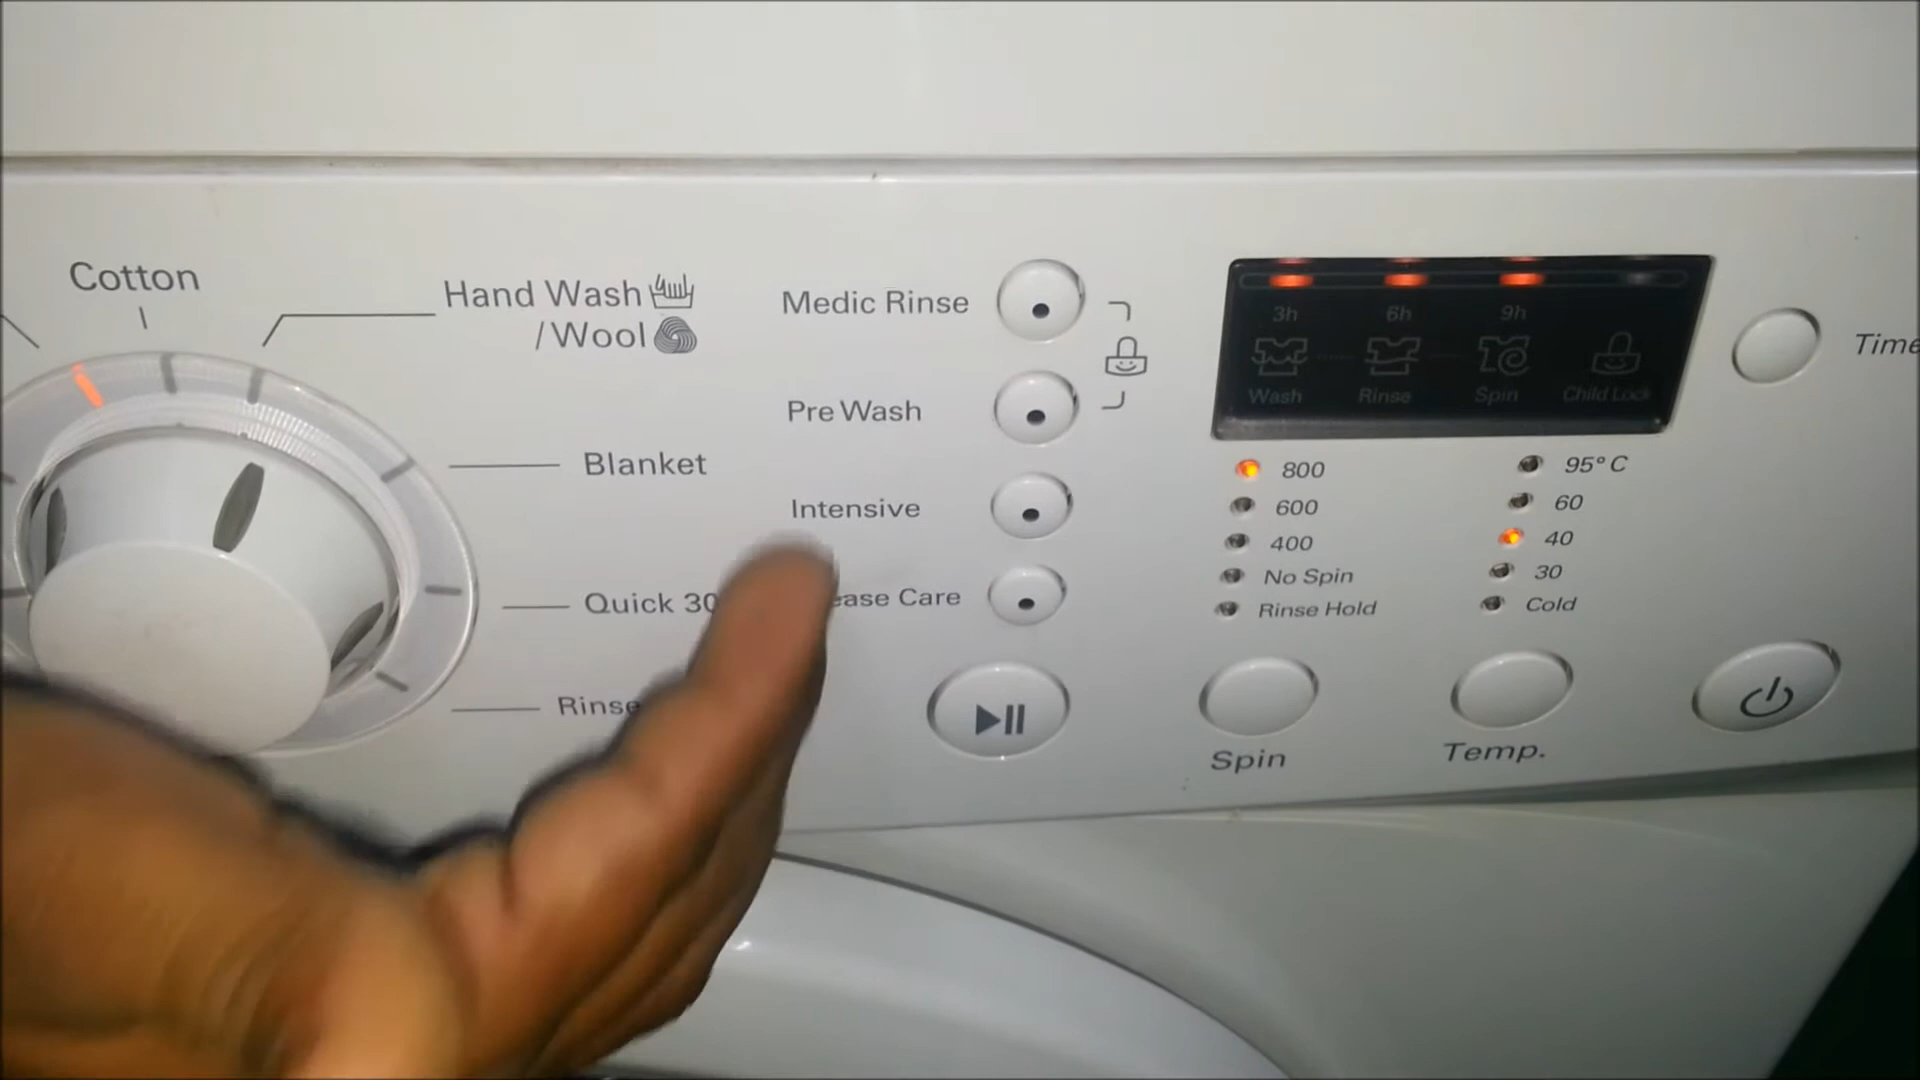 Cotton
Hand Wash
/Wool
Blanket
Quick 30
Rinse
Medic Rinse
Pre Wash
Intensive
ease Care
3h 6h 9h
Wash Rinse Spin Child Lock
Time
800
600
400
No Spin
Rinse Hold
95°C
60
40
30
Cold
Spin
Temp.